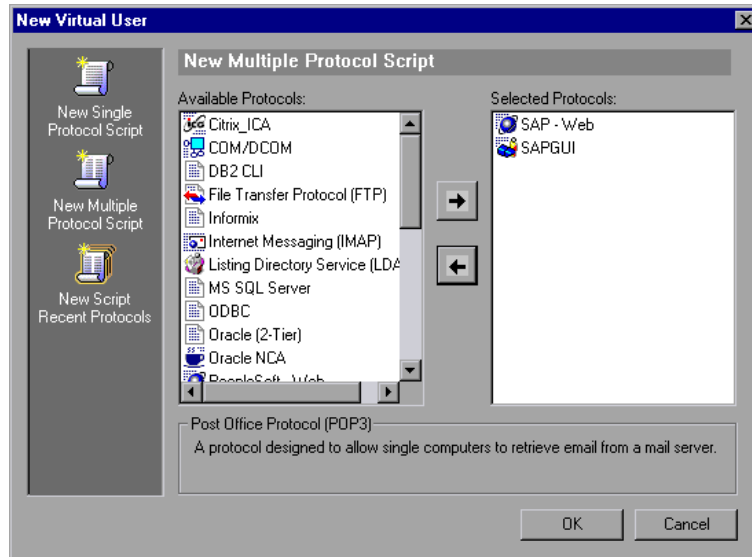 New Virtual User
New Single
Protocol Script
New Multiple
Protocol Script
New Script
Recent Protocols
New Multiple Protocol Script
Available Protocols:
Citrix_ICA
COM/DCOM
DB2 CLI
File Transfer Protocol (FTP)
Informix
Internet Messaging (IMAP)
Listing Directory Service (LDA
MS SQL Server
ODBC
Oracle (2-Tier)
Oracle NCA
PeopleSoft - Web
Selected Protocols:
SAP - Web
SAPGUI
Post Office Protocol (POP3)
A protocol designed to allow single computers to retrieve email from a mail server.
OK
Cancel